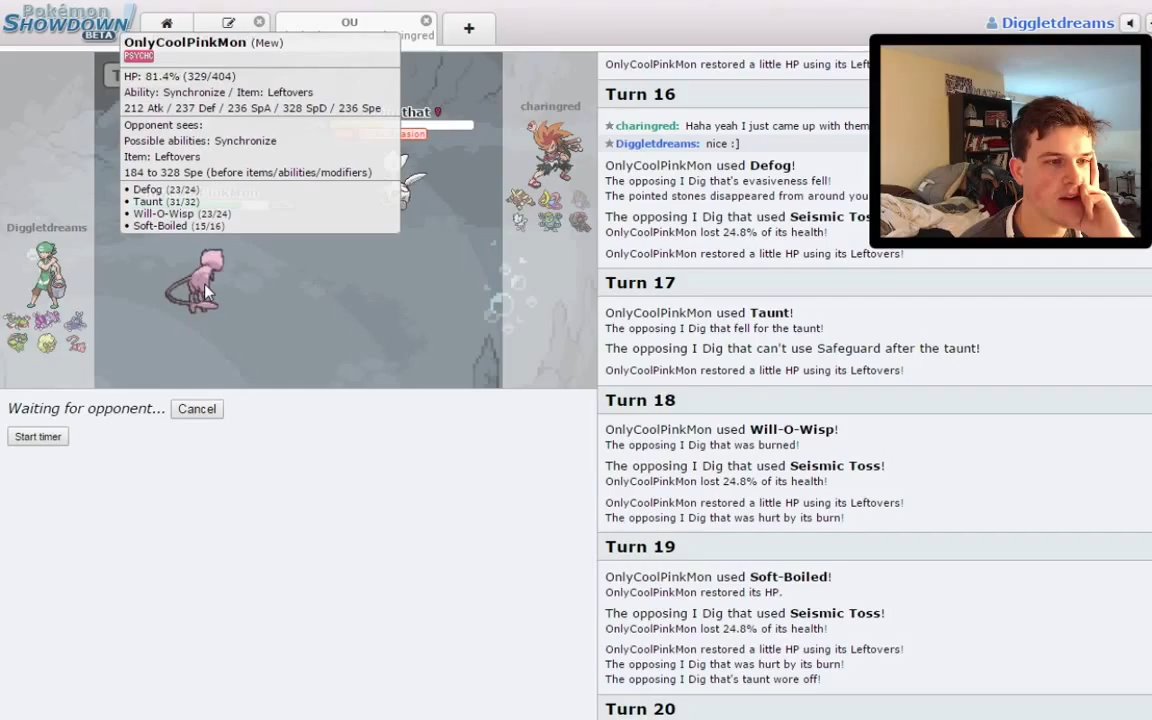 Pokémon
SHOWDOWN!
BETA
OU
charingred
+
Diggletdreams
OnlyCoolPinkMon (Mew)
PSYCHC
HP: 81.4% (329/404)
Ability: Synchronize / Item: Leftovers
212 Atk / 237 Def / 236 SpA / 328 SpD / 236 Spe
Opponent sees:
Possible abilities: Synchronize
Item: Leftovers
184 to 328 Spe (before items/abilities/modifiers)
• Defog (23/24)
• Taunt (31/32)
• Will-O-Wisp (23/24)
• Soft-Boiled (15/16)
that
charingred
Diggletdreams
Waiting for opponent... Cancel
Start timer
OnlyCoolPinkMon restored a little HP using its Left
Turn 16
★charingred: Haha yeah I just came up with them
★Diggletdreams: nice :]
OnlyCoolPinkMon used Defog!
The opposing I Dig that's evasiveness fell!
The pointed stones disappeared from around you
The opposing I Dig that used Seismic Toss
OnlyCoolPinkMon lost 24.8% of its health!
OnlyCoolPinkMon restored a little HP using its Leftovers!
Turn 17
OnlyCoolPinkMon used Taunt!
The opposing I Dig that fell for the taunt!
The opposing I Dig that can't use Safeguard after the taunt!
OnlyCoolPinkMon restored a little HP using its Leftovers!
Turn 18
OnlyCoolPinkMon used Will-O-Wisp!
The opposing I Dig that was burned!
The opposing I Dig that used Seismic Toss!
OnlyCoolPinkMon lost 24.8% of its health!
OnlyCoolPinkMon restored a little HP using its Leftovers!
The opposing I Dig that was hurt by its burn!
Turn 19
OnlyCoolPinkMon used Soft-Boiled!
OnlyCoolPinkMon restored its HP.
The opposing I Dig that used Seismic Toss!
OnlyCoolPinkMon lost 24.8% of its health!
OnlyCoolPinkMon restored a little HP using its Leftovers!
The opposing I Dig that was hurt by its burn!
The opposing I Dig that's taunt wore off!
Turn 20